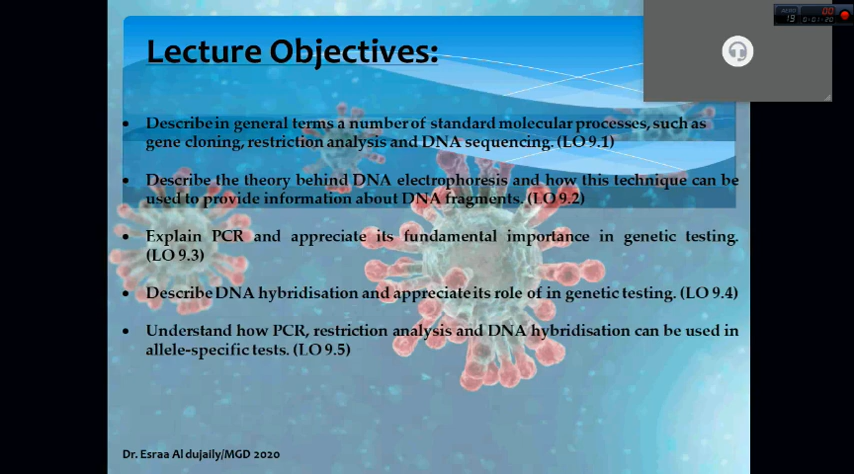 Lecture Objectives:
• Describe in general terms a number of standard molecular processes, such as
gene cloning, restriction analysis and DNA sequencing. (LO 9.1)
• Describe the theory behind DNA electrophoresis and how this technique can be
used to provide information about DNA fragments. (LO 9.2)
• Explain PCR and appreciate its fundamental importance in genetic testing.
(LO 9.3)
• Describe DNA hybridisation and appreciate its role of in genetic testing. (LO 9.4)
• Understand how PCR, restriction analysis and DNA hybridisation can be used in
allele-specific tests. (LO 9.5)
Dr. Esraa Al dujaily/MGD 2020
19
00
0:01:20